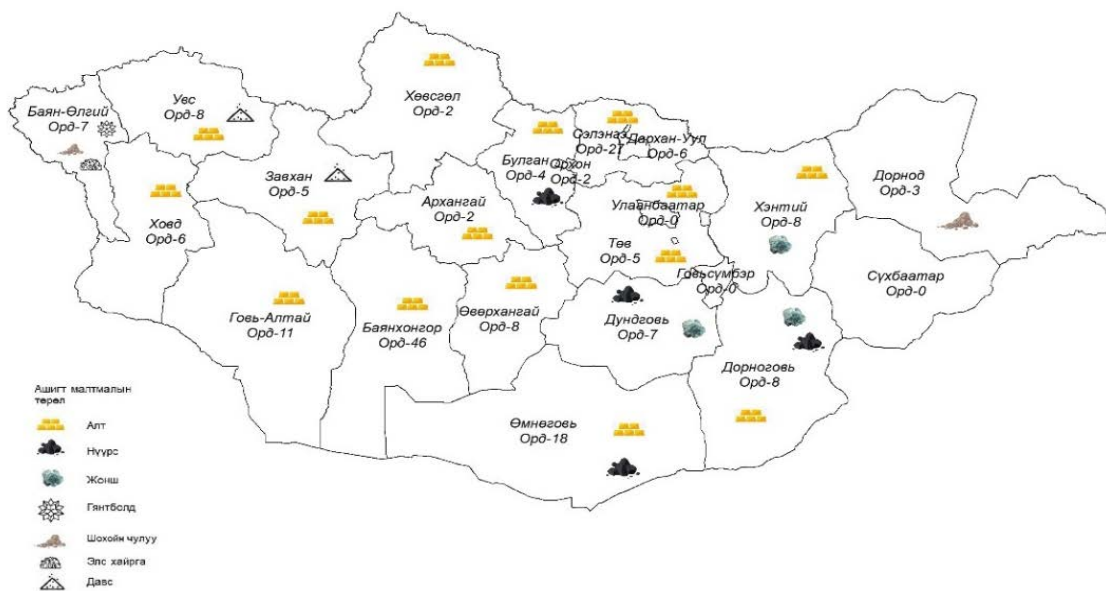 Баян-Өлгий
Орд-7
Увс
Орд-8
Хөвсгөл
Орд-2
Ховд
Орд-6
Завхан
Орд-5
Архангай
Орд-2
Булган
Орд-4
Орхон
Орд-2
Сэлэнгэ
Орд-27
Дархан-Уул
Орд-6
Улаанбаатар
Орд-0
Төв
Орд-5
Хэнтий
Орд-8
Дорнод
Орд-3
Сүхбаатар
Орд-0
Говьсүмбэр
Орд-0
Говь-Алтай
Орд-11
Баянхонгор
Орд-46
Өвөрхангай
Орд-8
Дундговь
Орд-7
Дорноговь
Орд-8
Өмнөговь
Орд-18
Ашигт малтмалын
төрөл
Алт
Нүүрс
Жонш
Гянтболд
Шохойн чулуу
Элс хайрга
Давс